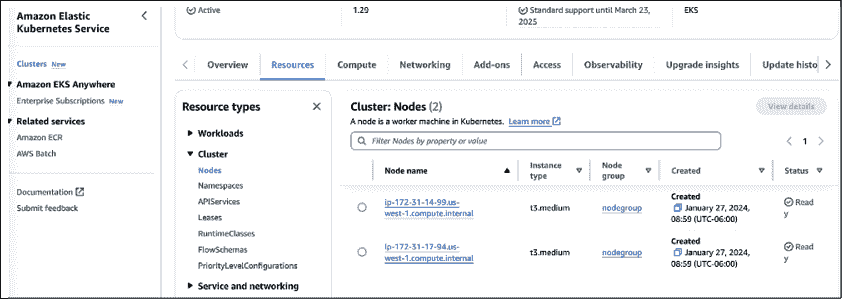 Amazon Elastic
Kubernetes Service
Clusters New
Amazon EKS Anywhere
Enterprise Subscriptions New
Related services
Amazon ECR
AWS Batch
Documentation
Submit feedback
Active
1.29
Standard support until March 23,
2025
EKS
Overview Resources Compute Networking Add-ons Access Observability Upgrade insights Update histo
Resource types
Workloads
Cluster
Nodes
Namespaces
APIServices
Leases
RuntimeClasses
FlowSchemas
PriorityLevelConfigurations
Service and networking
Cluster: Nodes (2)
View details
A node is a worker machine in Kubernetes. Learn more
Filter Nodes by property or value
1
Node name Instance type Node group Created Status
ip-172-31-14-99.us-
west-1.compute.internal
t3.medium
nodegroup
Created
January 27, 2024,
08:59 (UTC-06:00)
Read
y
ip-172-31-17-94.us-
west-1.compute.internal
t3.medium
nodegroup
Created
January 27, 2024,
08:59 (UTC-06:00)
Read
y